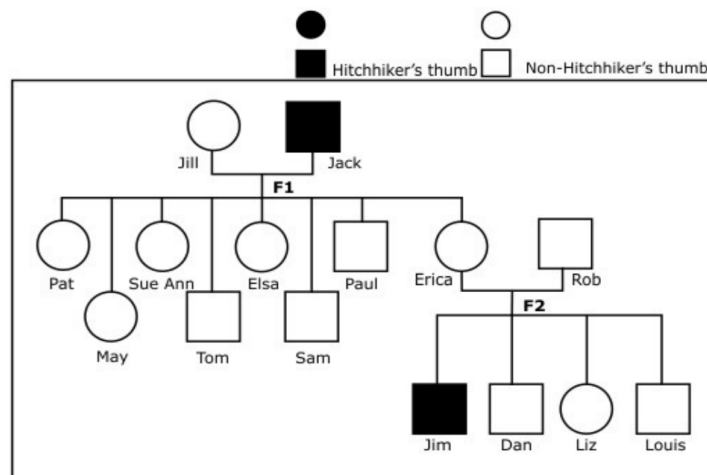 Hitchhiker's thumb Non-Hitchhiker's thumb
Jill Jack
F1
Pat Sue Ann Elsa Paul Erica Rob
F2
May Tom Sam
Jim Dan Liz Louis